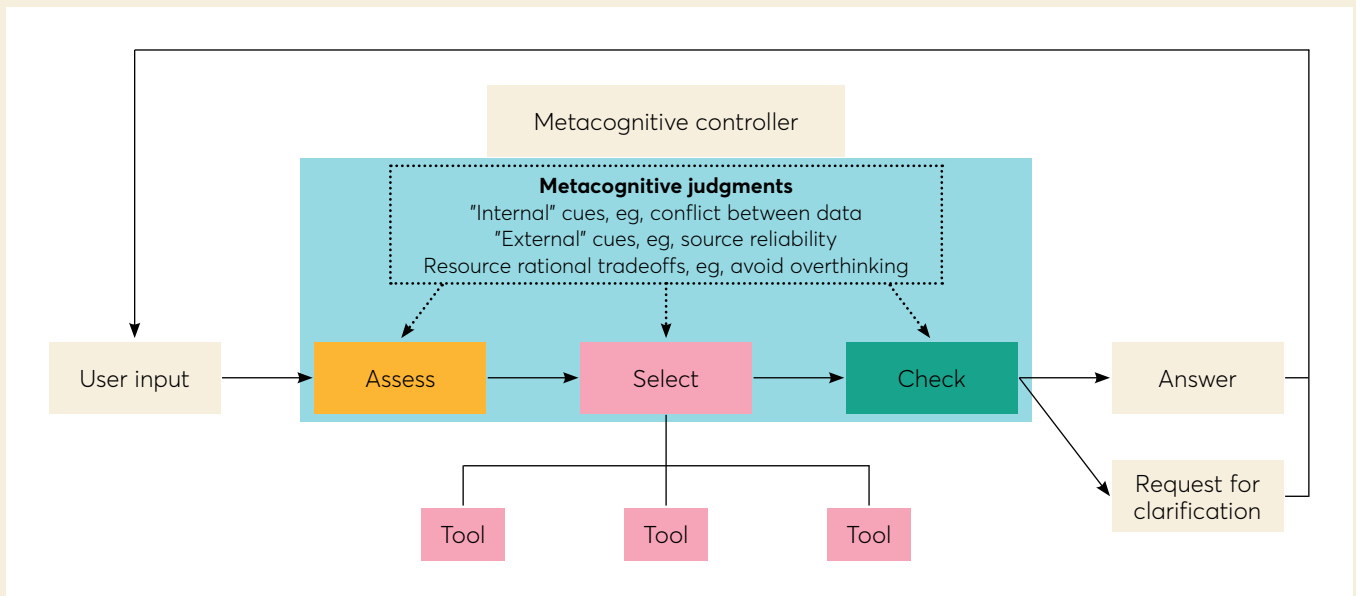 Metacognitive controller
Metacognitive judgments
"Internal" cues, eg, conflict between data
"External" cues, eg, source reliability
Resource rational tradeoffs, eg, avoid overthinking
User input
Assess
Select
Check
Answer
Request for
clarification
Tool
Tool
Tool